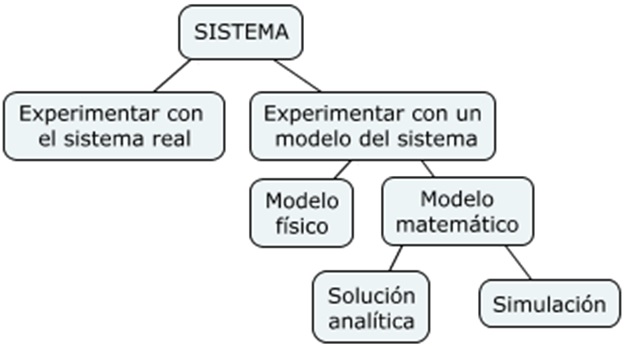 SISTEMA
Experimentar con
el sistema real
Experimentar con un
modelo del sistema
Modelo
físico
Modelo
matemático
Solución
analítica
Simulación